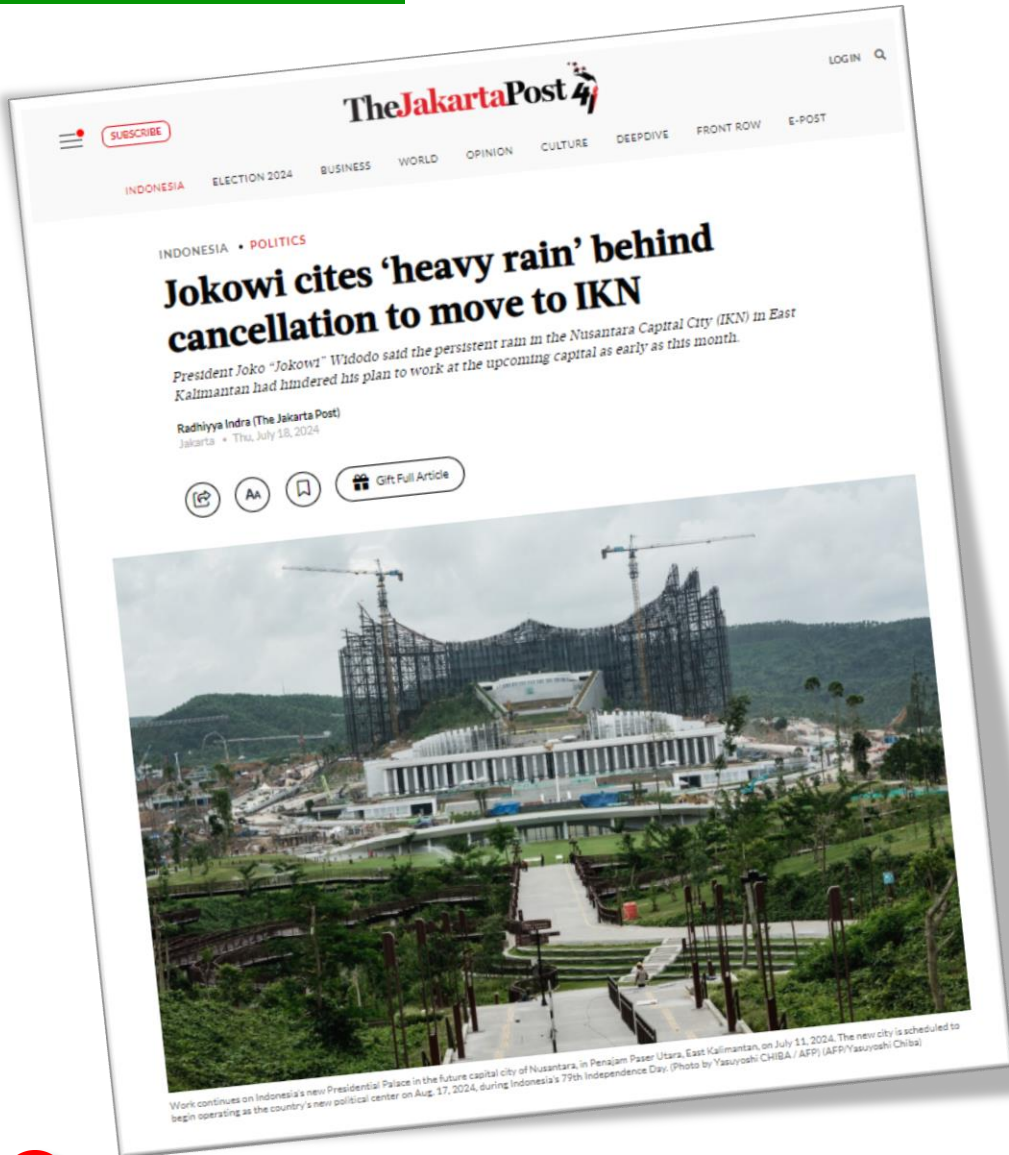 TheJakartaPost 41
LOGIN
SUBSCRIBE
INDONESIA ELECTION 2024 BUSINESS WORLD OPINION CULTURE DEEPDIVE FRONT ROW E-POST
INDONESIA • POLITICS
Jokowi cites ‘heavy rain’ behind
cancellation to move to IKN
President Joko “Jokowi” Widodo said the persistent rain in the Nusantara Capital City (IKN) in East
Kalimantan had hindered his plan to work at the upcoming capital as early as this month.
Radhiyya Indra (The Jakarta Post)
Jakarta • Thu, July 18, 2024
AA Gift Full Article
Work continues on Indonesia's new Presidential Palace in the future capital city of Nusantara, in Penajam Paser Utara, East Kalimantan, on July 11, 2024. The new city is scheduled to
begin operating as the country's new political center on Aug. 17, 2024, during Indonesia's 79th Independence Day. (Photo by Yasuyoshi CHIBA / AFP) (AFP/Yasuyoshi Chiba)